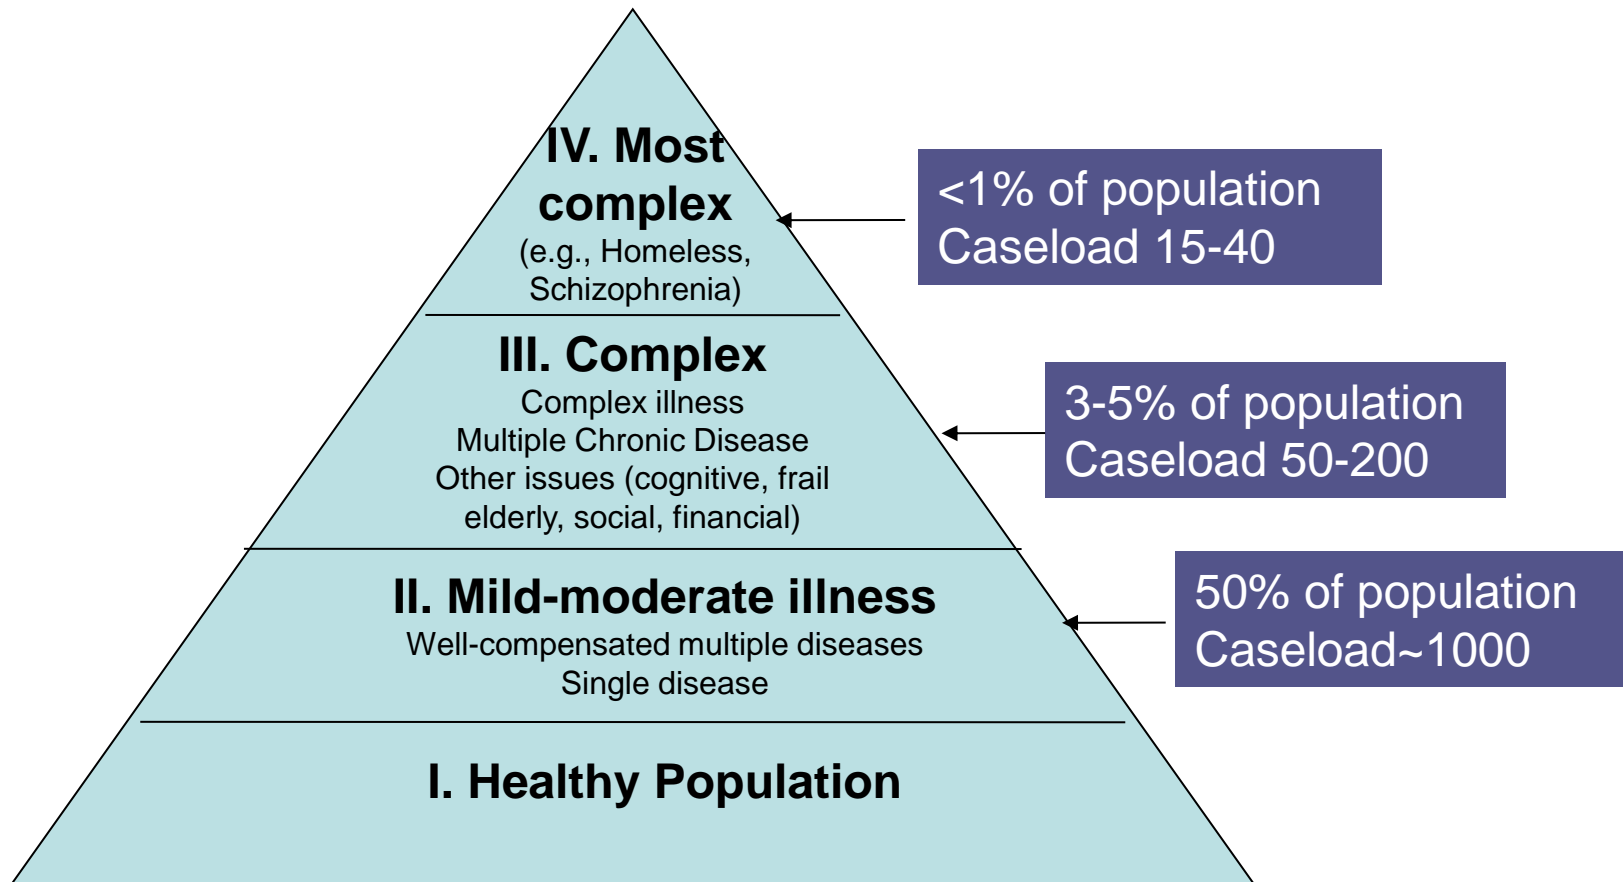 IV. Most
complex
(e.g., Homeless,
Schizophrenia)
<1% of population
Caseload 15-40
III. Complex
Complex illness
Multiple Chronic Disease
Other issues (cognitive, frail
elderly, social, financial)
3-5% of population
Caseload 50-200
II. Mild-moderate illness
Well-compensated multiple diseases
Single disease
50% of population
Caseload~1000
I. Healthy Population